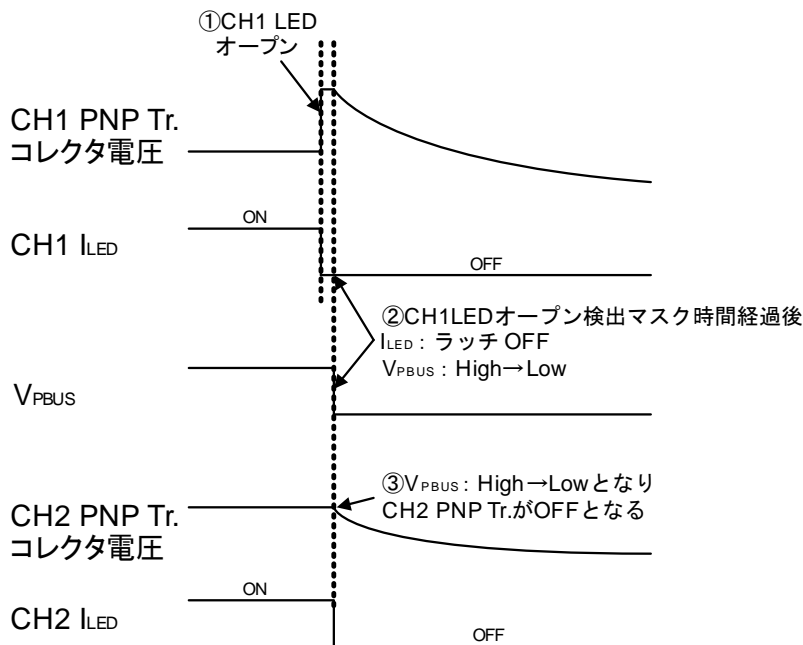 ①CH1 LED
オープン
CH1 PNP Tr.
コレクタ電圧
ON
CH1 ILED
OFF
②CH1LEDオープン検出マスク時間経過後
ILED : ラッチ OFF
VPBUS : High→Low
VPBUS
③VPBUS : High→Lowとなり
CH2 PNP Tr.がOFFとなる
CH2 PNP Tr.
コレクタ電圧
ON
CH2 ILED
OFF